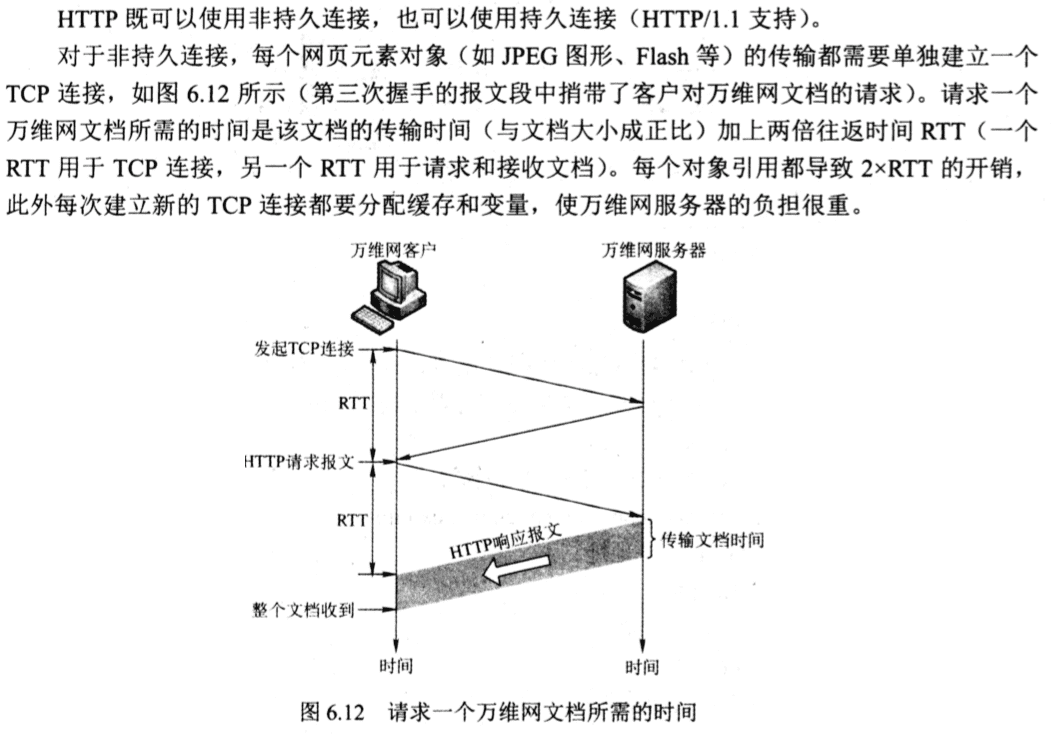 HTTP 既可以使用非持久连接，也可以使用持久连接（HTTP/1.1 支持）。
对于非持久连接，每个网页元素对象（如 JPEG 图形、Flash 等）的传输都需要单独建立一个
TCP 连接，如图 6.12 所示（第三次握手的报文段中捎带了客户对万维网文档的请求）。请求一个
万维网文档所需的时间是该文档的传输时间（与文档大小成正比）加上两倍往返时间 RTT（一个
RTT 用于 TCP 连接，另一个 RTT 用于请求和接收文档）。每个对象引用都导致 2×RTT 的开销，
此外每次建立新的 TCP 连接都要分配缓存和变量，使万维网服务器的负担很重。
万维网客户
万维网服务器
发起TCP连接
RTT
HTTP请求报文
RTT
HTTP响应报文
传输文档时间
整个文档收到
时间
时间
图 6.12 请求一个万维网文档所需的时间